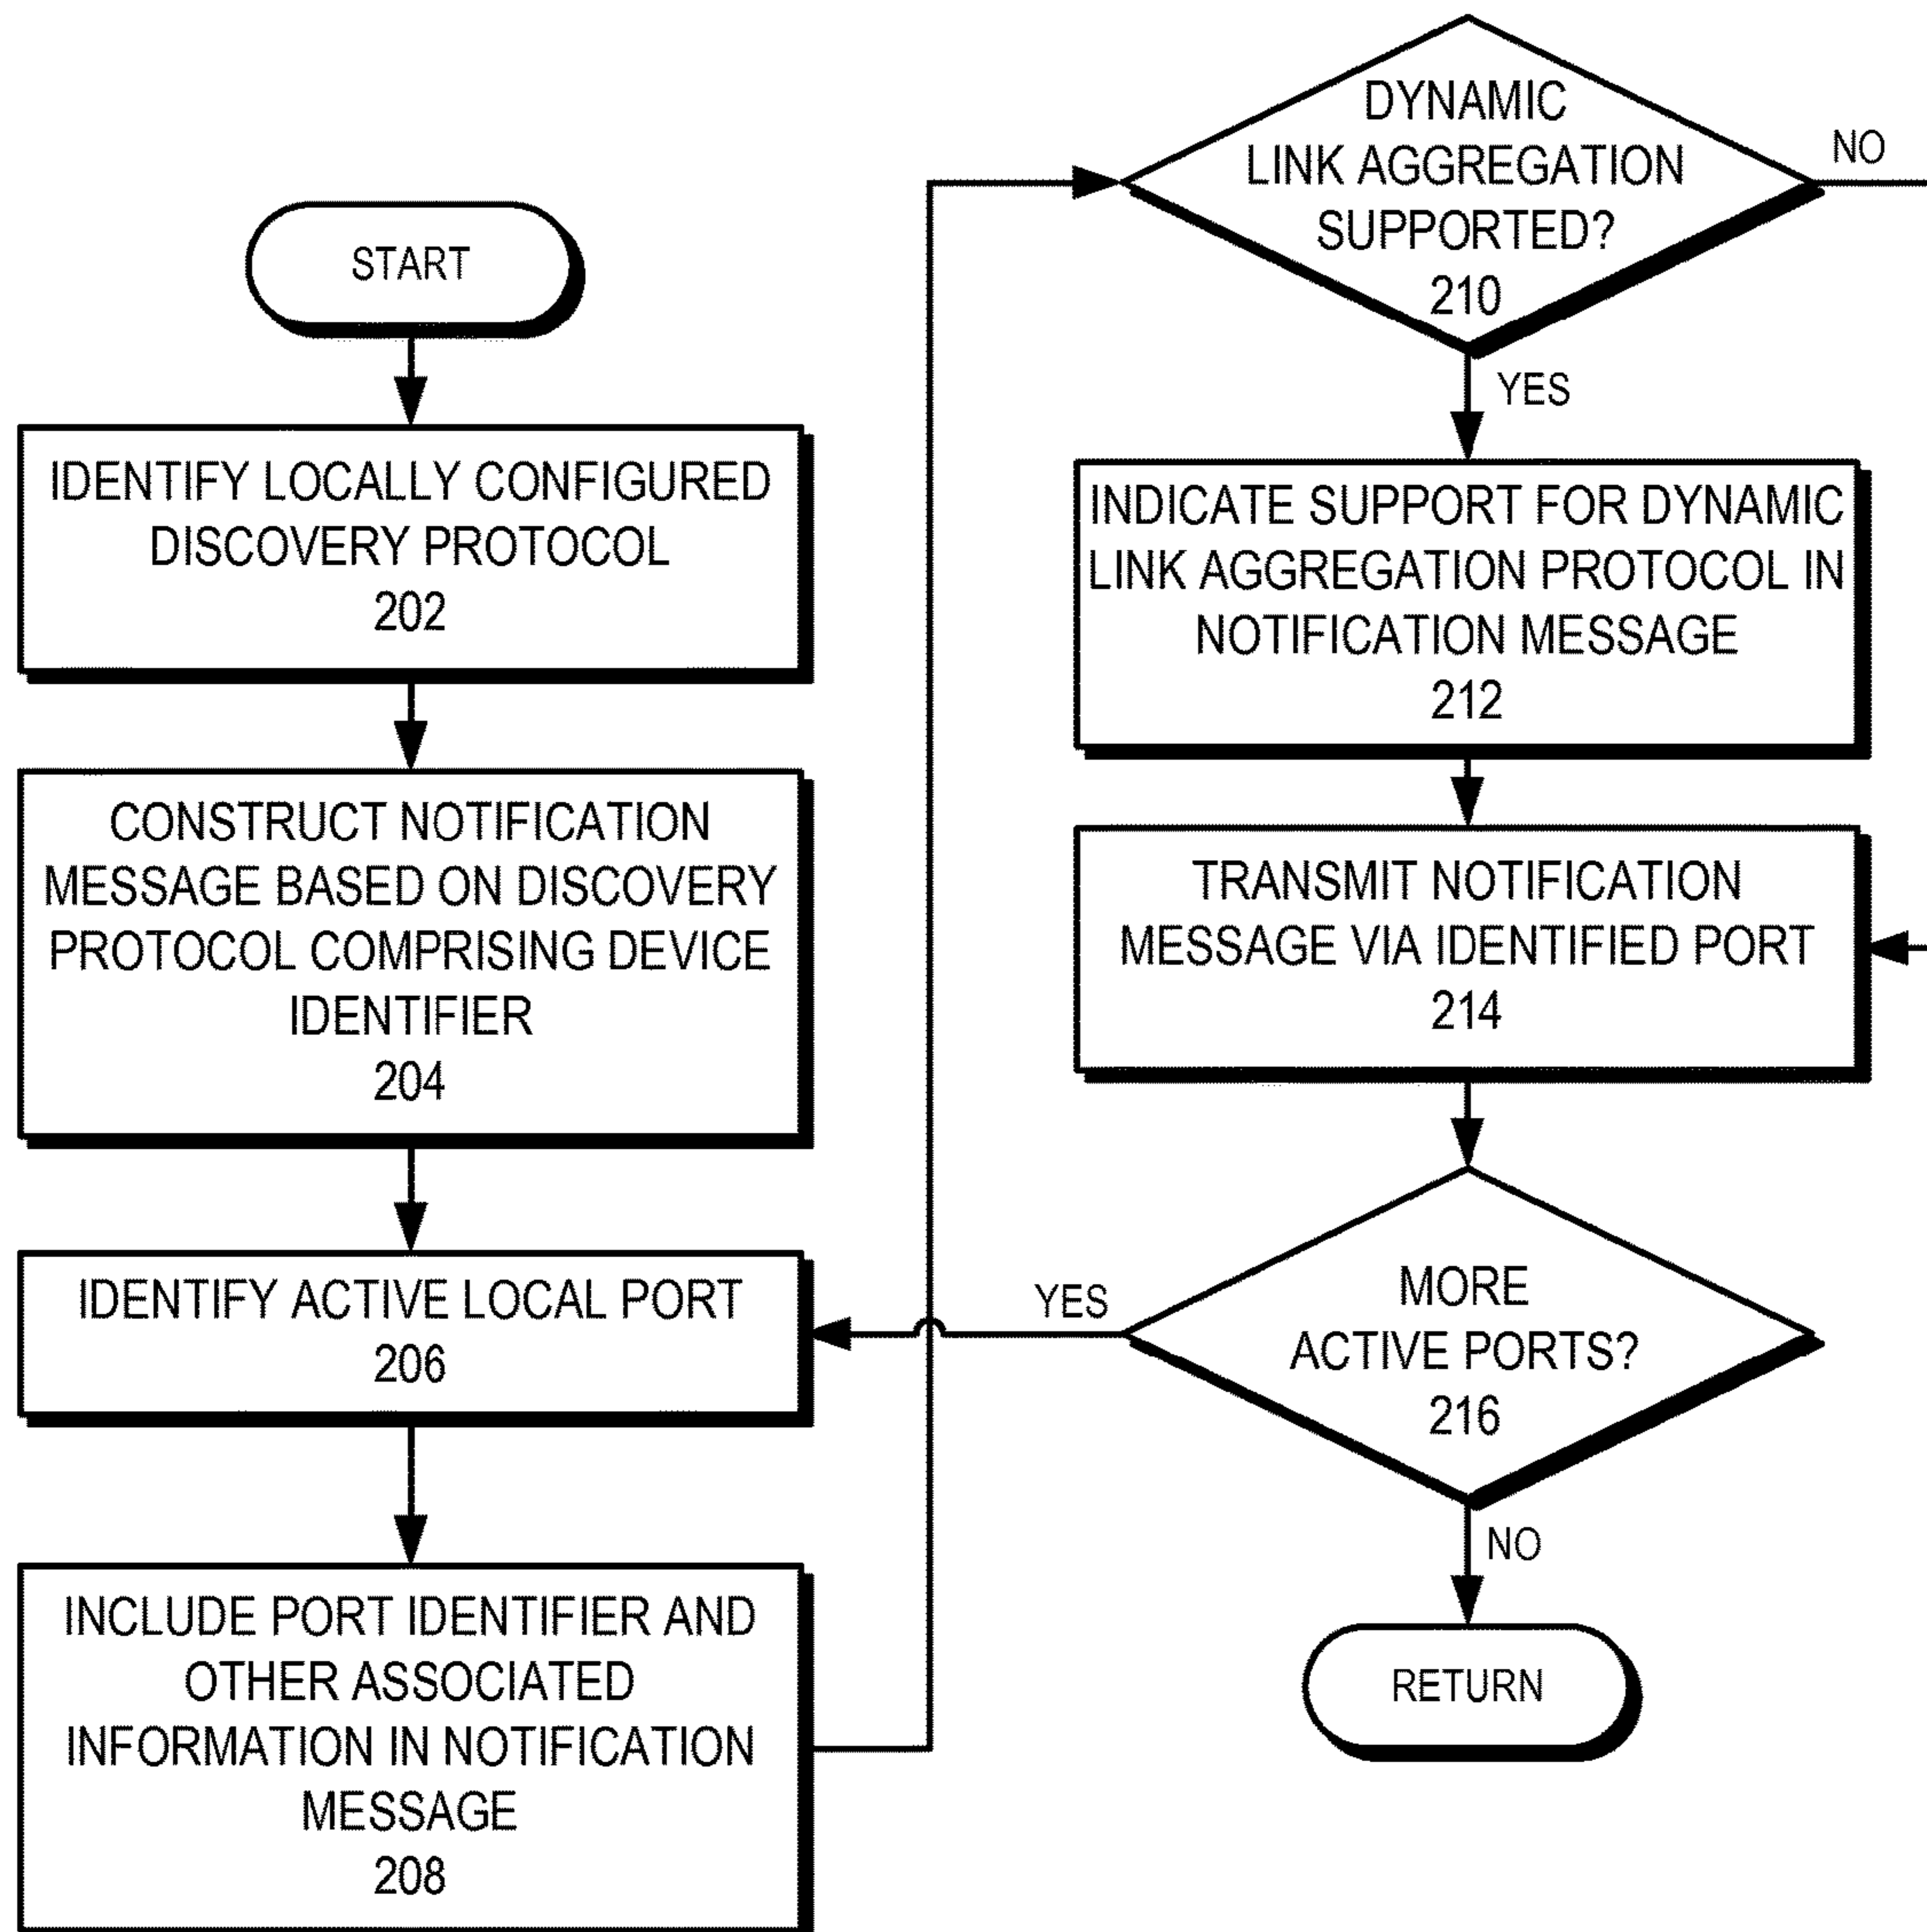 START
IDENTIFY LOCALLY CONFIGURED
DISCOVERY PROTOCOL
202
CONSTRUCT NOTIFICATION
MESSAGE BASED ON DISCOVERY
PROTOCOL COMPRISING DEVICE
IDENTIFIER
204
IDENTIFY ACTIVE LOCAL PORT
206
INCLUDE PORT IDENTIFIER AND
OTHER ASSOCIATED
INFORMATION IN NOTIFICATION
MESSAGE
208
DYNAMIC
LINK AGGREGATION
SUPPORTED?
210
NO
YES
INDICATE SUPPORT FOR DYNAMIC
LINK AGGREGATION PROTOCOL IN
NOTIFICATION MESSAGE
212
TRANSMIT NOTIFICATION
MESSAGE VIA IDENTIFIED PORT
214
YES
MORE
ACTIVE PORTS?
216
NO
RETURN